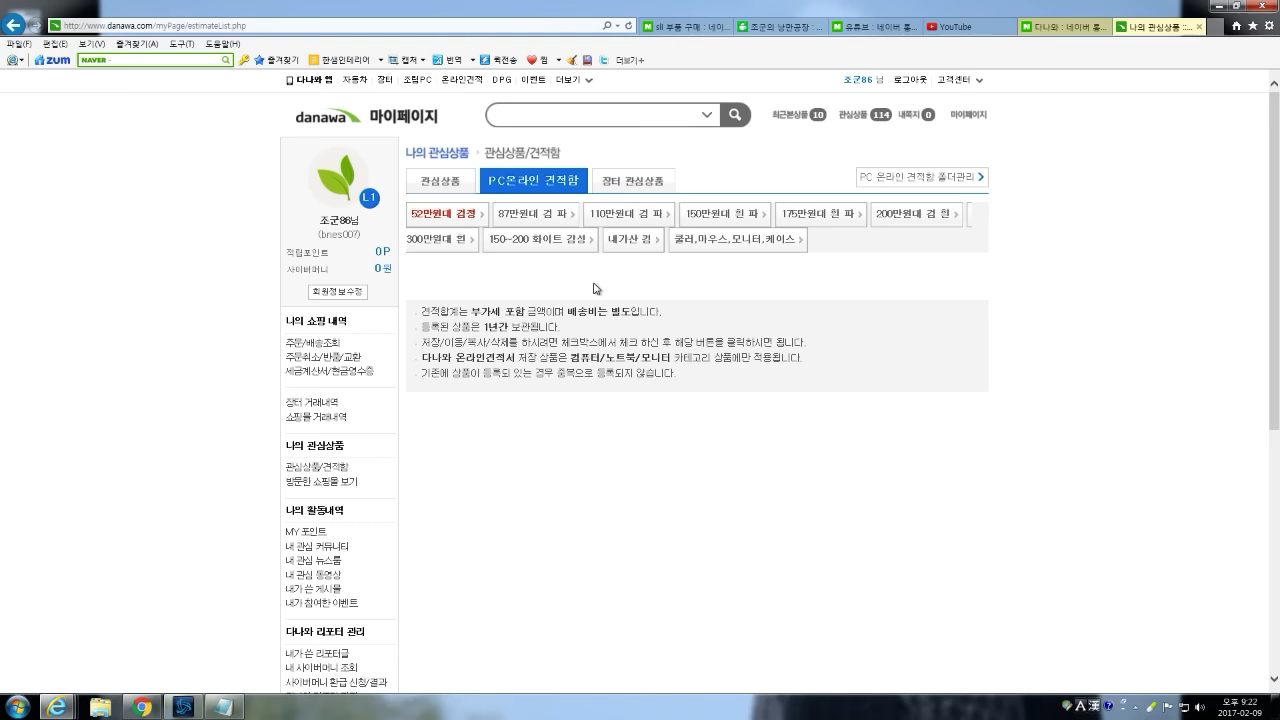 http://www.danawa.com/myPage/estimateList.php
sli 부품 구매 : 네이...
조군의 낭만공장 : ...
유튜브 : 네이버 통...
YouTube
다나와 : 네이버 통...
나의 관심상품 ::...
파일(F) 편집(E) 보기(V) 즐겨찾기(A) 도구(T) 도움말(H)
zum NAVER 즐겨찾기 한샘인테리어 캡처 번역 퀵전송 찜 더보기»
다나와 앱 자동차 장터 조립PC 온라인견적 DPG 이벤트 더보기
조군86 님 로그아웃 고객센터
danawa 마이페이지
최근본상품 10 관심상품 114 내쪽지 0 마이페이지
나의 관심상품 관심상품/견적함
관심상품 PC온라인 견적함 장터 관심상품
PC 온라인 견적함 폴더관리
52만원대 검정 87만원대 검 파 110만원대 검 파 150만원대 흰 파 175만원대 흰 파 200만원대 검 흰
300만원대 흰 150~200 화이트 감성 내가산 컴 쿨러,마우스,모니터,케이스
L1
조군86님
(bnes007)
적립포인트 0 P
사이버머니 0 원
회원정보수정
견적합계는 부가세 포함 금액이며 배송비는 별도입니다.
등록된 상품은 1년간 보관됩니다.
저장/이동/복사/삭제를 하시려면 체크박스에서 체크 하신 후 해당 버튼을 클릭하시면 됩니다.
다나와 온라인견적서 저장 상품은 컴퓨터/노트북/모니터 카테고리 상품에만 적용됩니다.
기존에 상품이 등록되 있는 경우 중복으로 등록되지 않습니다.
나의 쇼핑 내역
주문/배송조회
주문취소/반품/교환
세금계산서/현금영수증
장터 거래내역
쇼핑몰 거래내역
나의 관심상품
관심상품/견적함
방문한 쇼핑몰 보기
나의 활동내역
MY 포인트
내 관심 커뮤니티
내 관심 뉴스룸
내 관심 동영상
내가 쓴 게시물
내가 참여한 이벤트
다나와 리포터 관리
내가 쓴 리포터글
내 사이버머니 조회
사이버머니 환급 신청/결과
A 漢
오후 9:22
2017-02-09